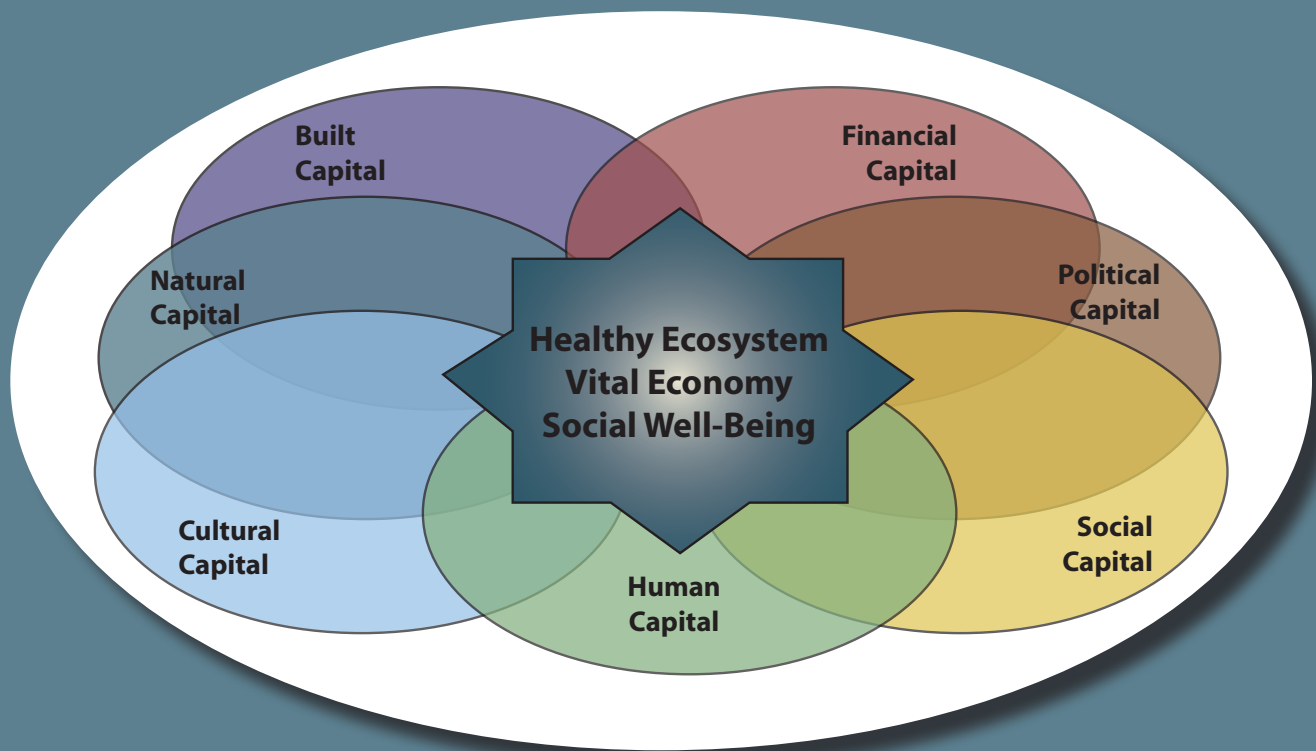 Built
Capital
Financial
Capital
Natural
Capital
Political
Capital
Healthy Ecosystem
Vital Economy
Social Well-Being
Cultural
Capital
Social
Capital
Human
Capital